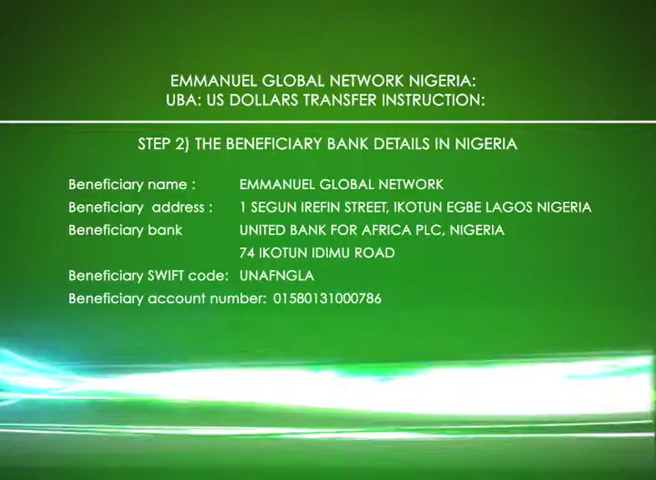 EMMANUEL GLOBAL NETWORK NIGERIA:
UBA: US DOLLARS TRANSFER INSTRUCTION:
STEP 2) THE BENEFICIARY BANK DETAILS IN NIGERIA
Beneficiary name : EMMANUEL GLOBAL NETWORK
Beneficiary address : 1 SEGUN IREFIN STREET, IKOTUN EGBE LAGOS NIGERIA
Beneficiary bank UNITED BANK FOR AFRICA PLC, NIGERIA
74 IKOTUN IDIMU ROAD
Beneficiary SWIFT code: UNAFNGLA
Beneficiary account number: 01580131000786